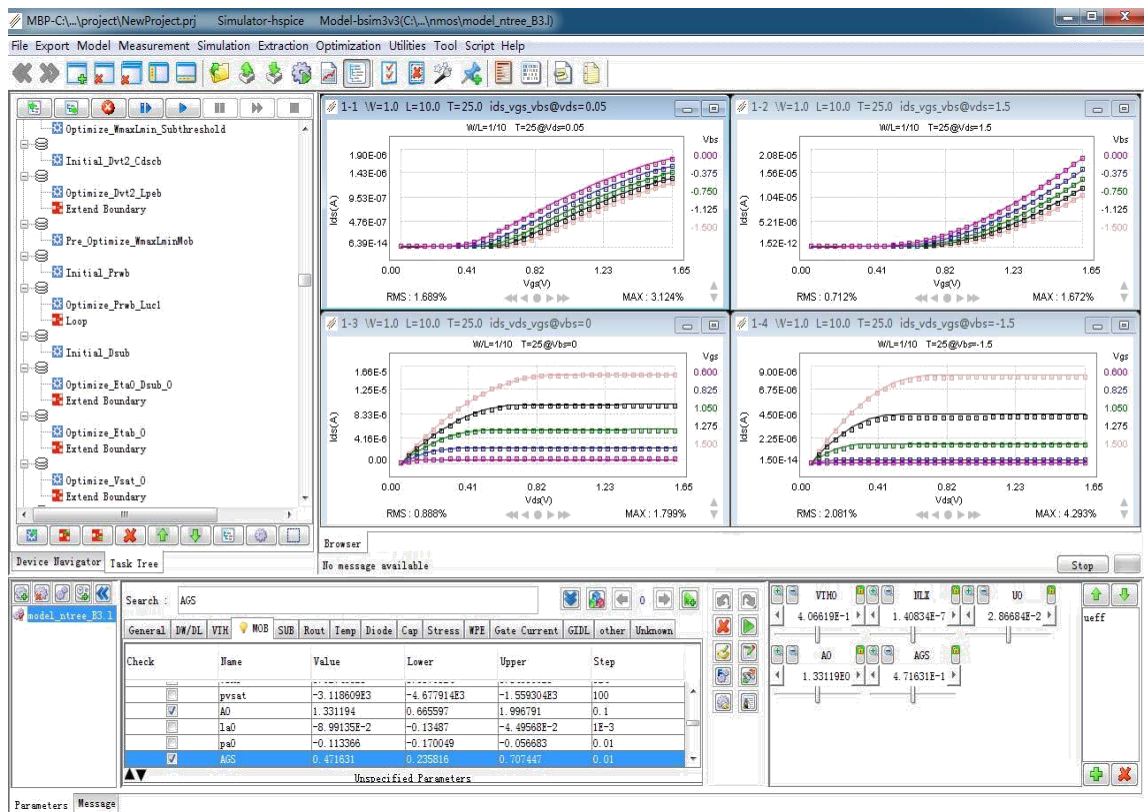 MBP-C:\...\project\NewProject.prj Simulator-hspice Model-bsim3v3(C:\...\nmos\model_ntree_B3.l)
File Export Model Measurement Simulation Extraction Optimization Utilities Tool Script Help
Optimize_WmaxLmin_Subthreshold
Initial_Dvt2_Cdscb
Optimize_Dvt2_Lpeb
Extend Boundary
Pre_Optimize_WmaxLminMob
Initial_Prwb
Optimize_Prwb_Luc1
Loop
Initial_Dsub
Optimize_Eta0_Dsub_0
Extend Boundary
Optimize_Etab_0
Extend Boundary
Optimize_Vsat_0
Extend Boundary
Device Navigator Task Tree
1-1 W=1.0 L=10.0 T=25.0 ids_vgs_vbs@vds=0.05
W/L=1/10 T=25@Vds=0.05
Vbs
1.90E-06 0.000
1.43E-06 -0.375
9.53E-07 -0.750
4.76E-07 -1.125
6.39E-14 -1.500
Ids(A)
0.00 0.41 0.82 1.23 1.65
Vgs(V)
RMS : 1.689% MAX : 3.124%
1-2 W=1.0 L=10.0 T=25.0 ids_vgs_vbs@vds=1.5
W/L=1/10 T=25@Vds=1.5
Vbs
2.08E-05 0.000
1.56E-05 -0.375
1.04E-05 -0.750
5.21E-06 -1.125
1.52E-12 -1.500
Ids(A)
0.00 0.41 0.82 1.23 1.65
Vgs(V)
RMS : 0.712% MAX : 1.672%
1-3 W=1.0 L=10.0 T=25.0 ids_vds_vgs@vbs=0
W/L=1/10 T=25@Vbs=0
Vgs
1.66E-5 0.600
1.25E-5 0.825
8.33E-6 1.050
4.16E-6 1.275
0.00 1.500
Ids(A)
0.00 0.41 0.82 1.23 1.65
Vds(V)
RMS : 0.888% MAX : 1.799%
1-4 W=1.0 L=10.0 T=25.0 ids_vds_vgs@vbs=-1.5
W/L=1/10 T=25@Vbs=-1.5
Vgs
9.00E-06 0.600
6.75E-06 0.825
4.50E-06 1.050
2.25E-06 1.275
1.50E-14 1.500
Ids(A)
0.00 0.41 0.82 1.23 1.65
Vds(V)
RMS : 2.081% MAX : 4.293%
Browser
No message available Stop
model_ntree_B3.l
Search : AGS 0
General DW/DL VTH MOB SUB Rout Temp Diode Cap Stress WPE Gate Current GIDL other Unknown
Check Name Value Lower Upper Step
pvsat -3.118609E3 -4.677914E3 -1.559304E3 100
A0 1.331194 0.665597 1.996791 0.1
la0 -8.99135E-2 -0.13487 -4.49568E-2 1E-3
pa0 -0.113366 -0.170049 -0.056683 0.01
AGS 0.471631 0.235816 0.707447 0.01
Unspecified Parameters
VTH0 NLX U0
4.06619E-1 1.40834E-7 2.86684E-2
A0 AGS
1.33119E0 4.71631E-1
ueff
Parameters Message